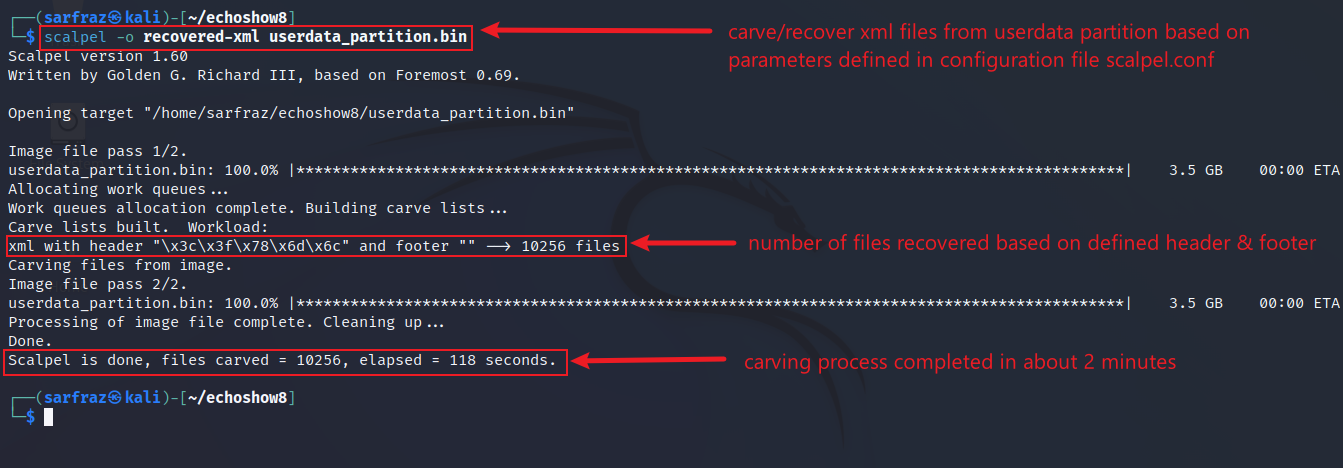 ┌──(sarfraz㉿kali)-[~/echoshow8]
└─$ scalpel -o recovered-xml userdata_partition.bin
carve/recover xml files from userdata partition based on
parameters defined in configuration file scalpel.conf
Scalpel version 1.60
Written by Golden G. Richard III, based on Foremost 0.69.
Opening target "/home/sarfraz/echoshow8/userdata_partition.bin"
Image file pass 1/2.
userdata_partition.bin: 100.0% |********************************************************************************************| 3.5 GB 00:00 ETA
Allocating work queues...
Work queues allocation complete. Building carve lists...
Carve lists built.  Workload:
xml with header "\x3c\x3f\x78\x6d\x6c" and footer "" --> 10256 files
number of files recovered based on defined header & footer
Carving files from image.
Image file pass 2/2.
userdata_partition.bin: 100.0% |********************************************************************************************| 3.5 GB 00:00 ETA
Processing of image file complete. Cleaning up...
Done.
Scalpel is done, files carved = 10256, elapsed = 118 seconds.
carving process completed in about 2 minutes
┌──(sarfraz㉿kali)-[~/echoshow8]
└─$